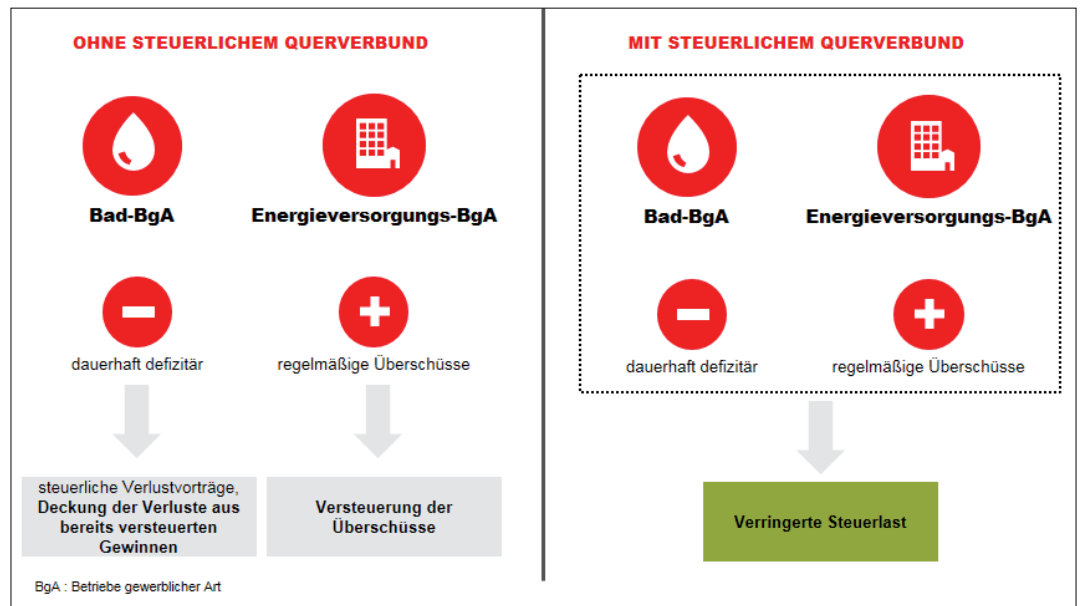 OHNE STEUERLICHEM QUERVERBUND
Bad-BgA
Energieversorgungs-BgA
dauerhaft defizitär
regelmäßige Überschüsse
steuerliche Verlustvorträge,
Deckung der Verluste aus
bereits versteuerten
Gewinnen
Versteuerung der
Überschüsse
BgA : Betriebe gewerblicher Art
MIT STEUERLICHEM QUERVERBUND
Bad-BgA
Energieversorgungs-BgA
dauerhaft defizitär
regelmäßige Überschüsse
Verringerte Steuerlast